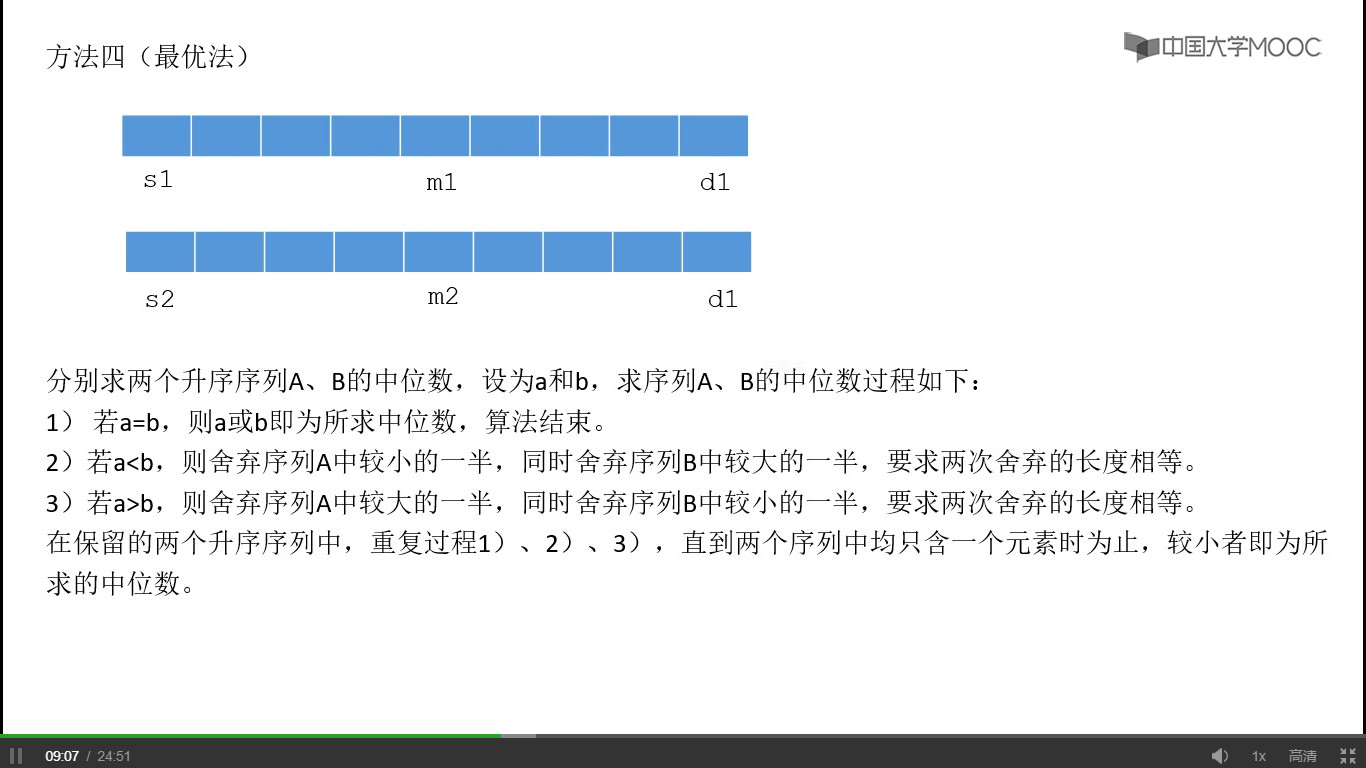 方法四（最优法）
中国大学MOOC
s1 m1 d1
s2 m2 d1
分别求两个升序序列A、B的中位数，设为a和b，求序列A、B的中位数过程如下：
1） 若a=b，则a或b即为所求中位数，算法结束。
2）若a<b，则舍弃序列A中较小的一半，同时舍弃序列B中较大的一半，要求两次舍弃的长度相等。
3）若a>b，则舍弃序列A中较大的一半，同时舍弃序列B中较小的一半，要求两次舍弃的长度相等。
在保留的两个升序序列中，重复过程1）、2）、3），直到两个序列中均只含一个元素时为止，较小者即为所
求的中位数。
09:07 / 24:51 1x 高清